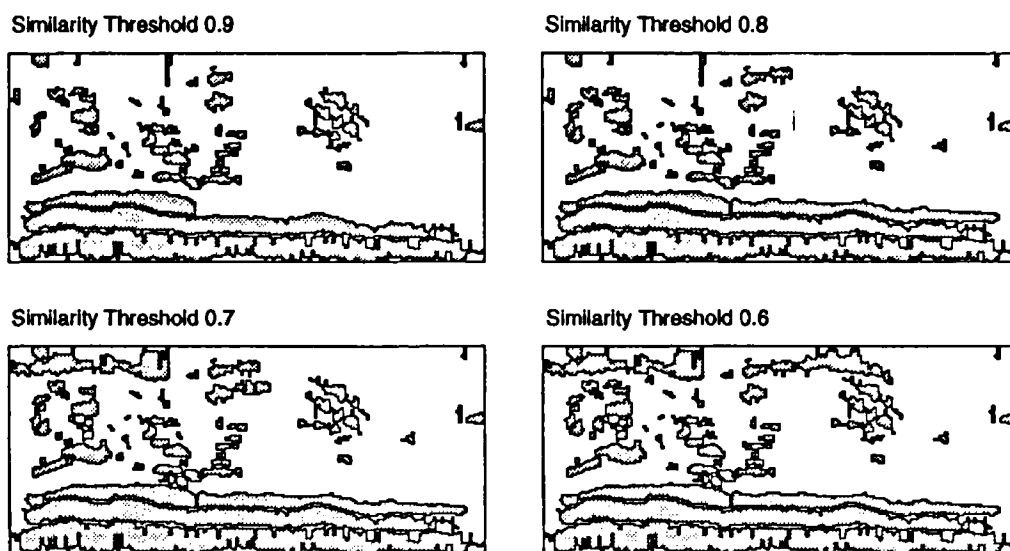 Similarity Threshold 0.9
Similarity Threshold 0.8
Similarity Threshold 0.7
Similarity Threshold 0.6